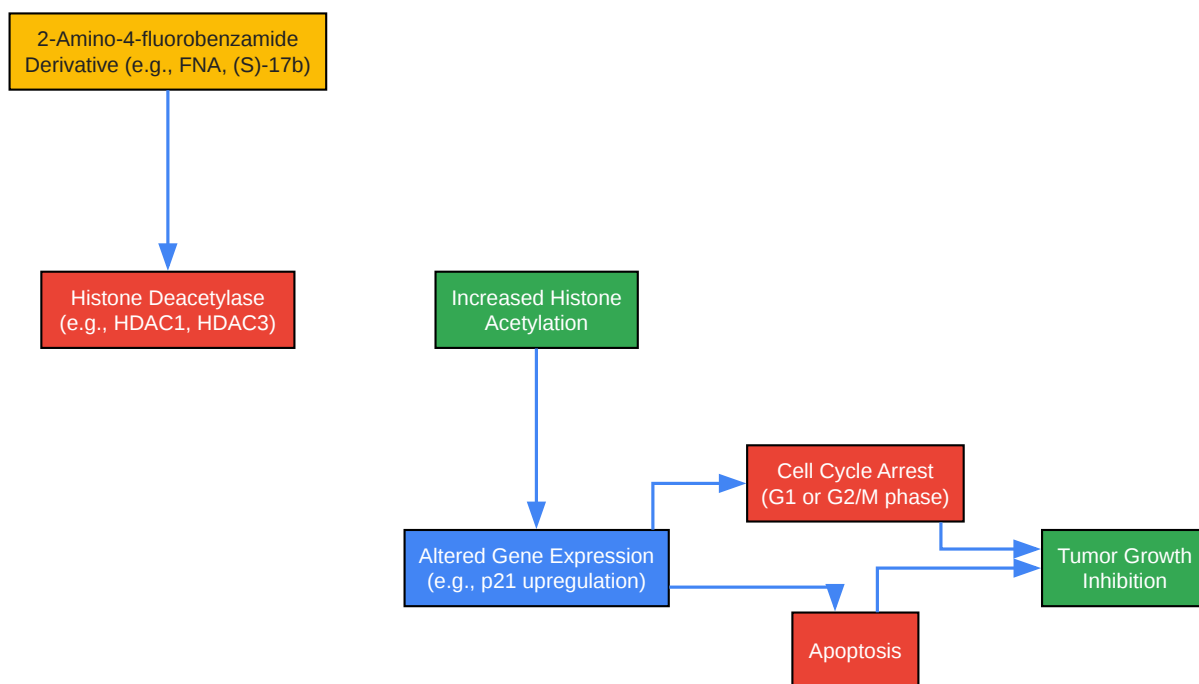 2-Amino-4-fluorobenzamide
Derivative (e.g., FNA, (S)-17b)
Histone Deacetylase
(e.g., HDAC1, HDAC3)
Increased Histone
Acetylation
Cell Cycle Arrest
(G1 or G2/M phase)
Altered Gene Expression
(e.g., p21 upregulation)
Tumor Growth
Inhibition
Apoptosis